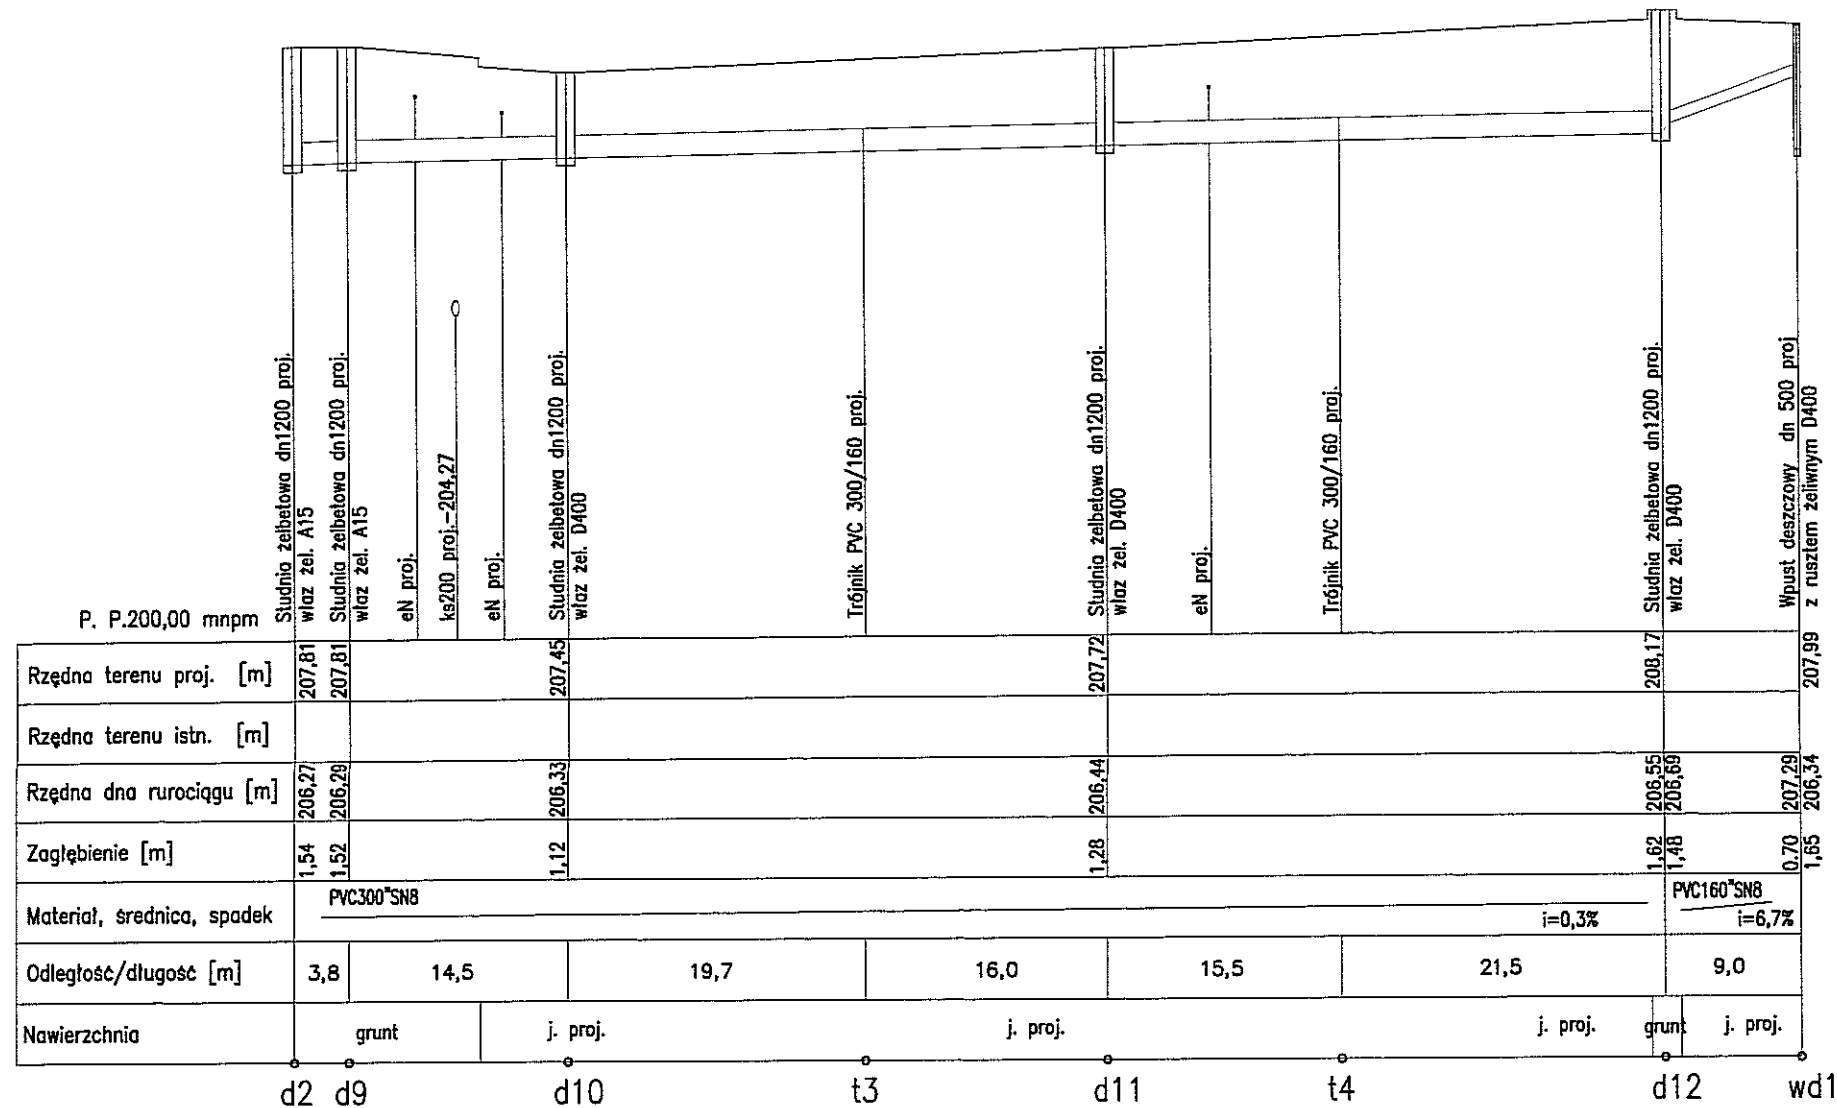 Studnia żelbetowa dn1200 proj.
właz żel. A15
Studnia żelbetowa dn1200 proj.
właz żel. A15
eN proj.
ks200 proj.-204,27
eN proj.
Studnia żelbetowa dn1200 proj.
właz żel. D400
Trójnik PVC 300/160 proj.
Studnia żelbetowa dn1200 proj.
właz żel. D400
eN proj.
Trójnik PVC 300/160 proj.
Studnia żelbetowa dn1200 proj.
właz żel. D400
Wpust deszczowy dn 500 proj
z rusztem żeliwnym D400
P. P.200,00 mnpm
Rzędna terenu proj. [m]
207,81
207,81
207,45
207,72
208,17
207,99
Rzędna terenu istn. [m]
Rzędna dna rurociągu [m]
206,27
206,29
206,33
206,44
206,55
206,69
207,29
206,34
Zagłębienie [m]
1,54
1,52
1,12
1,28
1,62
1,48
0.70
1,65
Materiał, średnica, spadek
PVC300"SN8
i=0,3%
PVC160"SN8
i=6,7%
Odległość/długość [m]
3,8
14,5
19,7
16,0
15,5
21,5
9,0
Nawierzchnia
grunt
j. proj.
j. proj.
j. proj.
grunt
j. proj.
d2
d9
d10
t3
d11
t4
d12
wd1